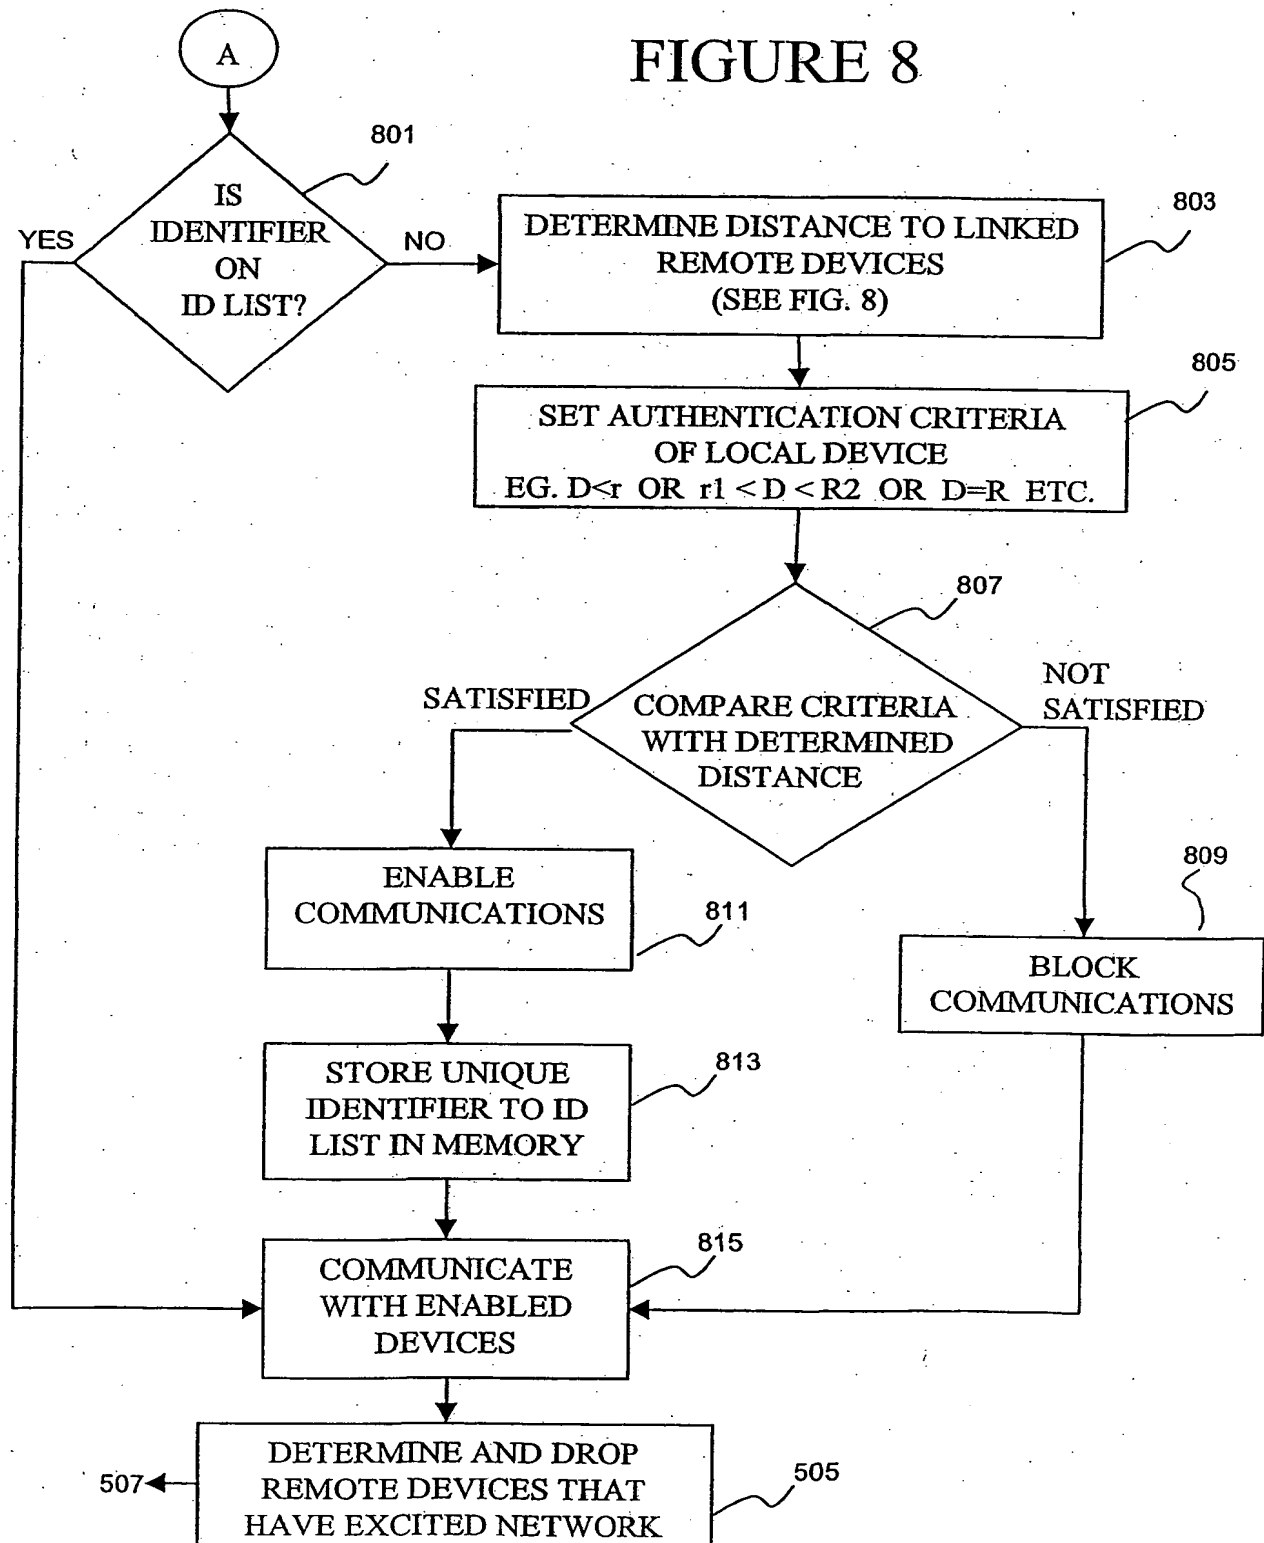 A
FIGURE 8
801
IS
IDENTIFIER
ON
ID LIST?
YES
NO
803
DETERMINE DISTANCE TO LINKED
REMOTE DEVICES
(SEE FIG. 8)
805
SET AUTHENTICATION CRITERIA
OF LOCAL DEVICE
EG. D<r OR r1 < D < R2 OR D=R ETC.
807
COMPARE CRITERIA
WITH DETERMINED
DISTANCE
SATISFIED
NOT
SATISFIED
809
BLOCK
COMMUNICATIONS
ENABLE
COMMUNICATIONS
811
STORE UNIQUE
IDENTIFIER TO ID
LIST IN MEMORY
813
COMMUNICATE
WITH ENABLED
DEVICES
815
DETERMINE AND DROP
REMOTE DEVICES THAT
HAVE EXCITED NETWORK
507
505